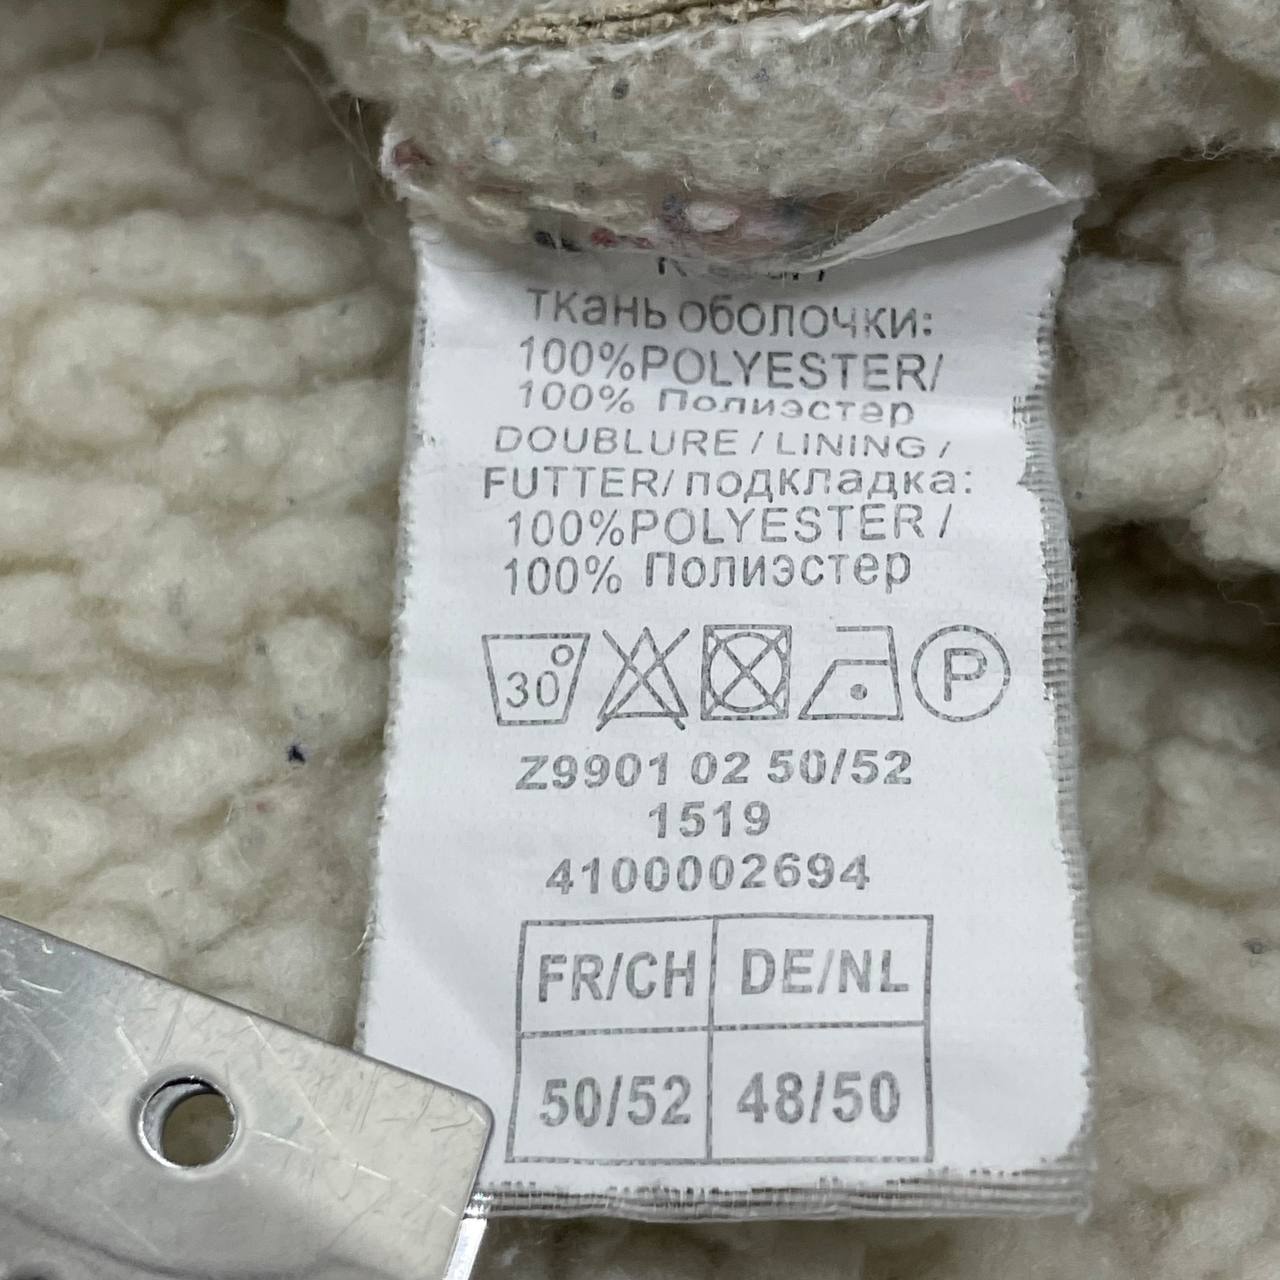 Ткань оболочки:
100%POLYESTER/
100% Полиэстер
DOUBLURE / LINING /
FUTTER/ подкладка:
100%POLYESTER /
100% Полиэстер
30 P
Z9901 02 50/52
1519
4100002694
FR/CH DE/NL
50/52 48/50